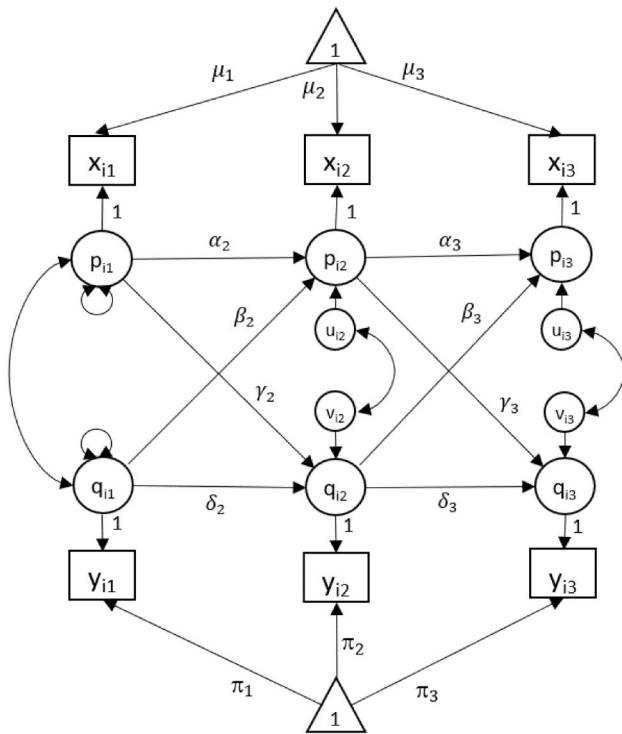 1
μ₁ μ₂ μ₃
xᵢ₁ xᵢ₂ xᵢ₃
1 1 1
α₂ α₃
pᵢ₁ pᵢ₂ pᵢ₃
β₂ β₃
uᵢ₂ uᵢ₃
γ₂ γ₃
vᵢ₂ vᵢ₃
qᵢ₁ qᵢ₂ qᵢ₃
δ₂ δ₃
1 1 1
yᵢ₁ yᵢ₂ yᵢ₃
π₁ π₂ π₃
1